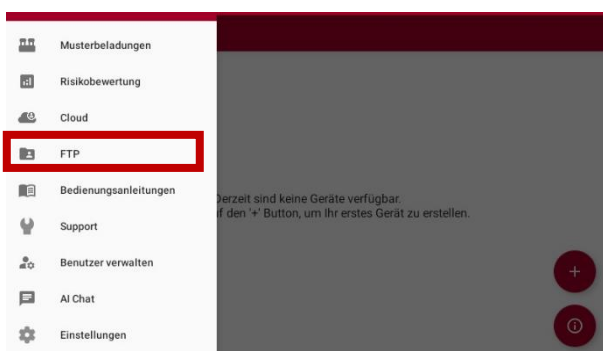 Musterbeladungen
Risikobewertung
Cloud
FTP
Bedienungsanleitungen
Support
Benutzer verwalten
AI Chat
Einstellungen
Derzeit sind keine Geräte verfügbar.
den '+' Button, um Ihr erstes Gerät zu erstellen.
+